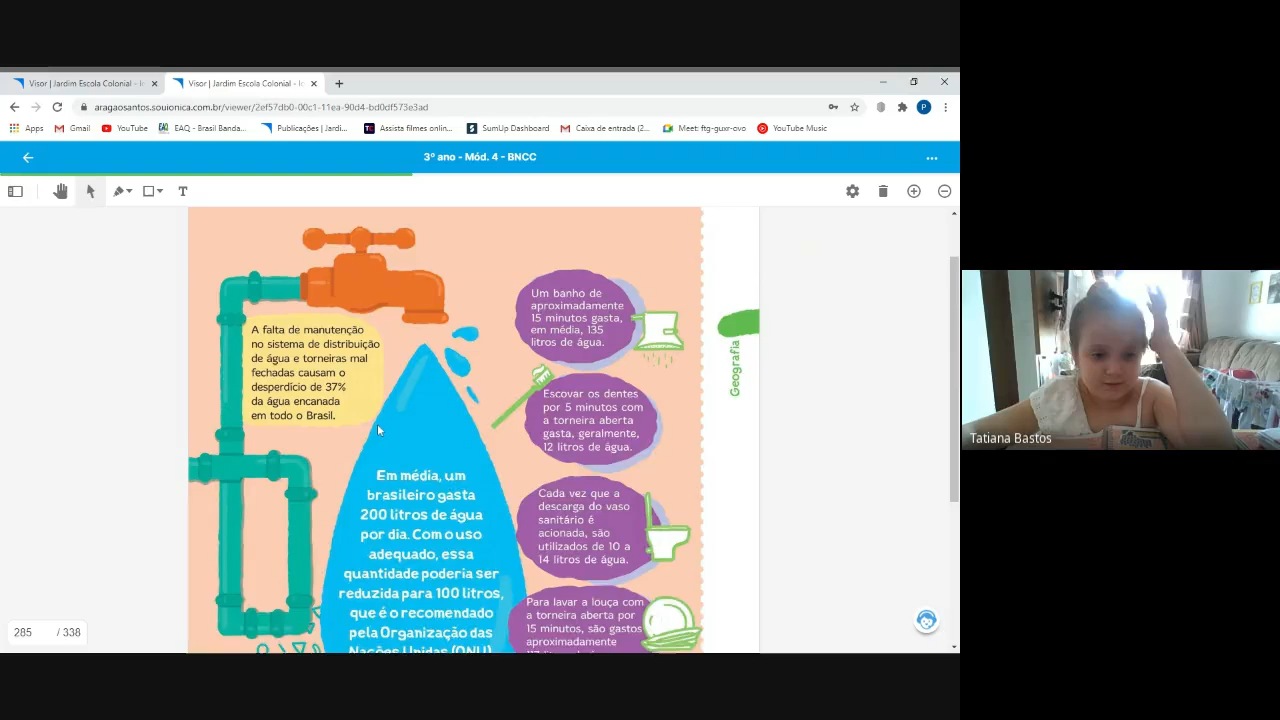 Visor | Jardim Escola Colonial - In
Visor | Jardim Escola Colonial - In
aragaosantos.souionica.com.br/viewer/2ef57db0-00c1-11ea-90d4-bd0df573e3ad
P
Apps
Gmail
YouTube
EAQ - Brasil Banda...
Publicações | Jardi...
Assista filmes onlin...
SumUp Dashboard
Caixa de entrada (2...
Meet: ftg-guxr-ovo
YouTube Music
3º ano - Mód. 4 - BNCC
T
A falta de manutenção
no sistema de distribuição
de água e torneiras mal
fechadas causam o
desperdício de 37%
da água encanada
em todo o Brasil.
Em média, um
brasileiro gasta
200 litros de água
por dia. Com o uso
adequado, essa
quantidade poderia ser
reduzida para 100 litros,
que é o recomendado
pela Organização das
Nações Unidas (ONU)
Um banho de
aproximadamente
15 minutos gasta,
em média, 135
litros de água.
Escovar os dentes
por 5 minutos com
a torneira aberta
gasta, geralmente,
12 litros de água.
Cada vez que a
descarga do vaso
sanitário é
acionada, são
utilizados de 10 a
14 litros de água.
Para lavar a louça com
a torneira aberta por
15 minutos, são gastos
aproximadamente
Geografia
285 / 338
Tatiana Bastos